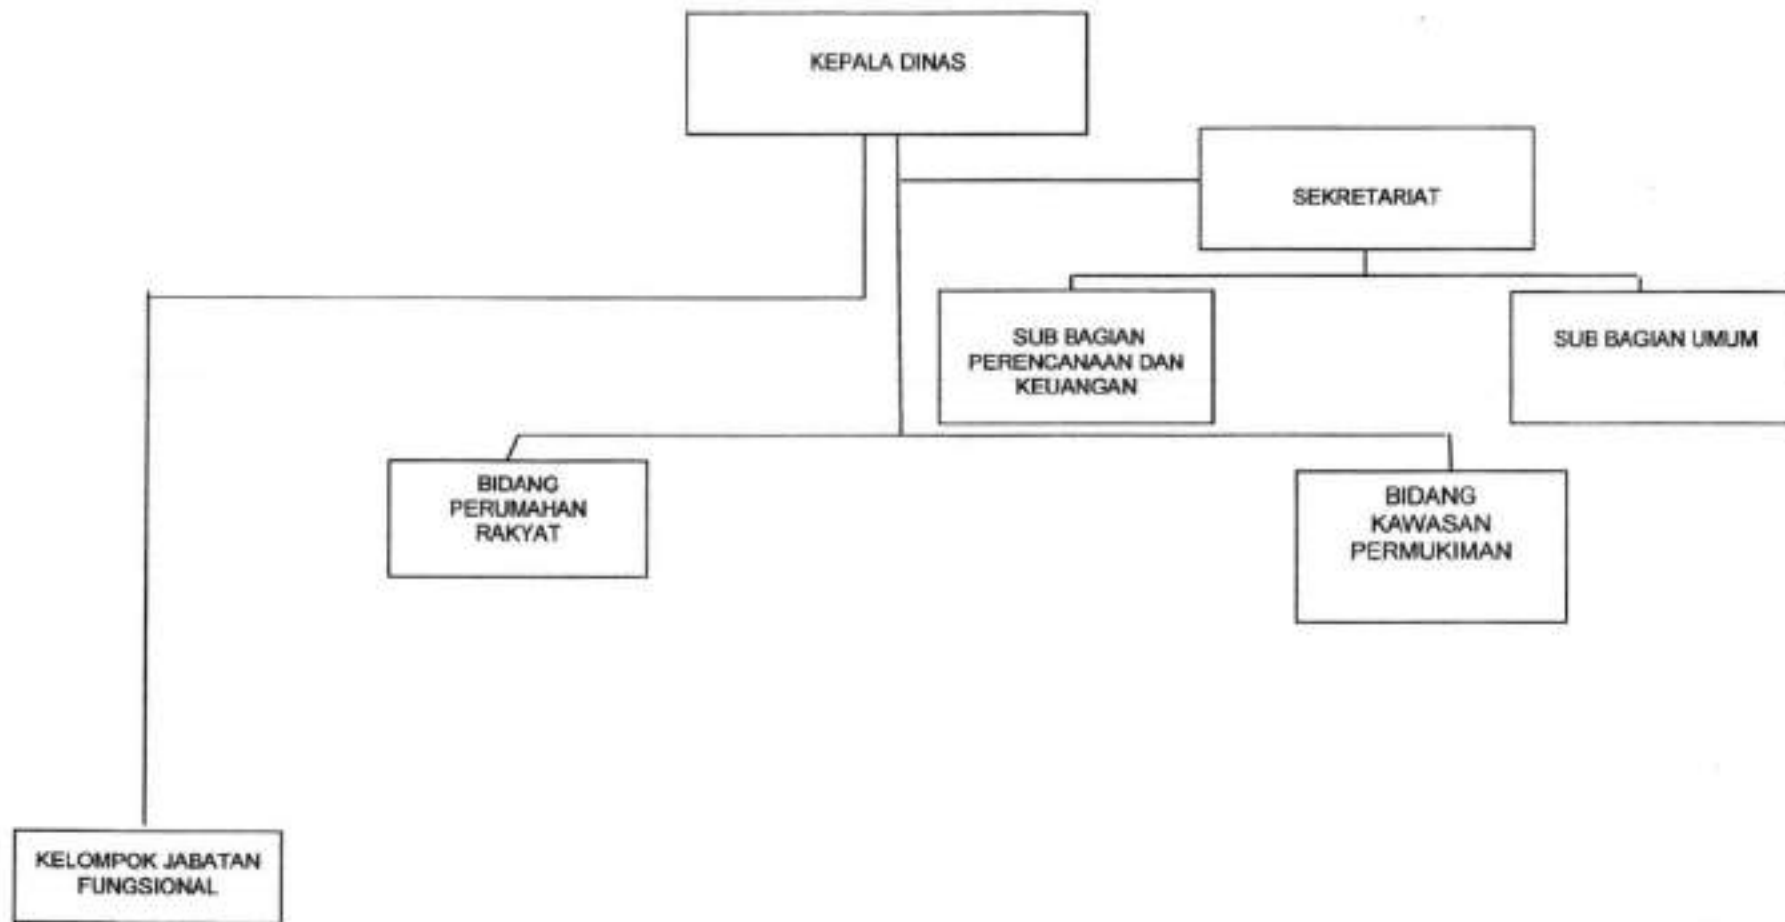 KEPALA DINAS
SEKRETARIAT
SUB BAGIAN
PERENCANAAN DAN
KEUANGAN
SUB BAGIAN UMUM
BIDANG
PERUMAHAN
RAKYAT
BIDANG
KAWASAN
PERMUKIMAN
KELOMPOK JABATAN
FUNGSIONAL